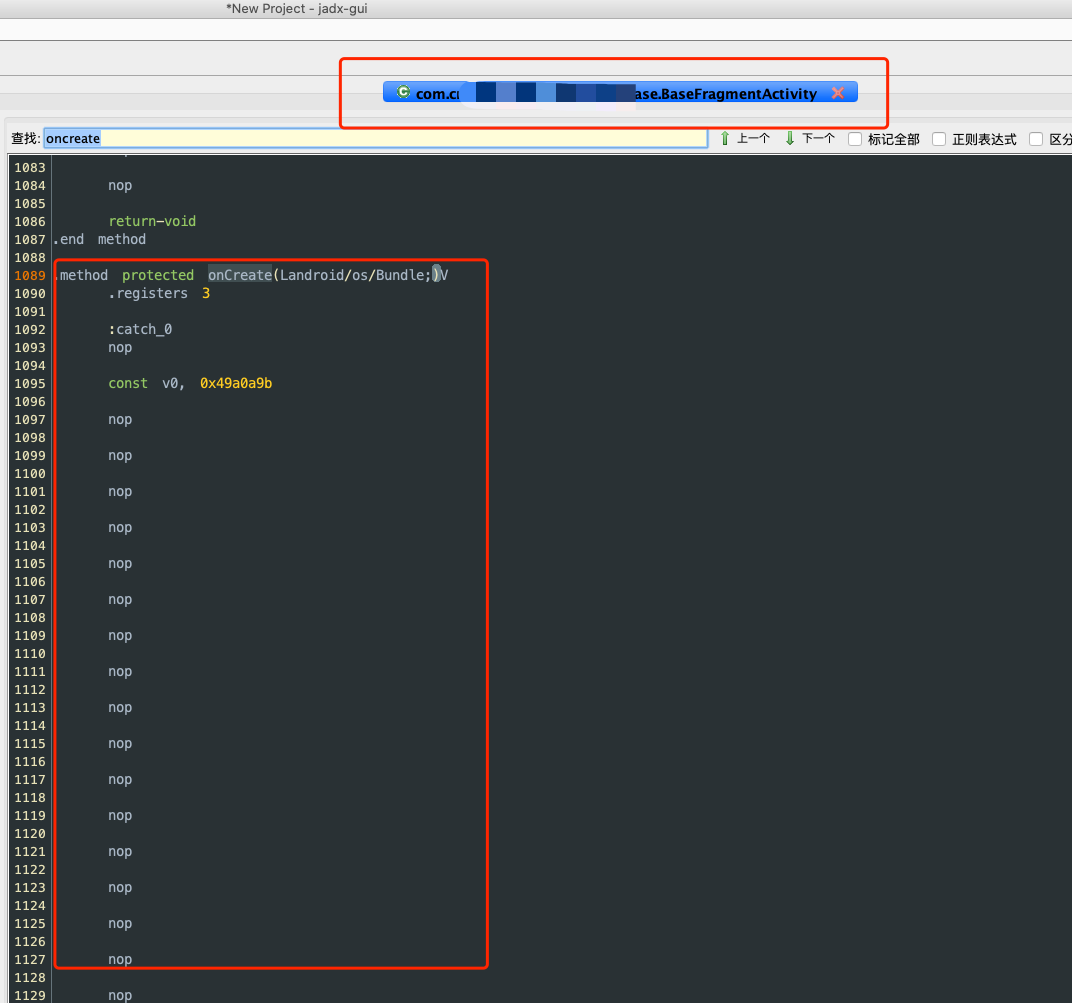 *New Project - jadx-gui
com.c ase.BaseFragmentActivity
查找: oncreate 上一个 下一个 标记全部 正则表达式 区分
1083
1084 nop
1085
1086 return-void
1087 .end method
1088
1089 .method protected onCreate(Landroid/os/Bundle;)V
1090 .registers 3
1091
1092 :catch_0
1093 nop
1094
1095 const v0, 0x49a0a9b
1096
1097 nop
1098
1099 nop
1100
1101 nop
1102
1103 nop
1104
1105 nop
1106
1107 nop
1108
1109 nop
1110
1111 nop
1112
1113 nop
1114
1115 nop
1116
1117 nop
1118
1119 nop
1120
1121 nop
1122
1123 nop
1124
1125 nop
1126
1127 nop
1128
1129 nop